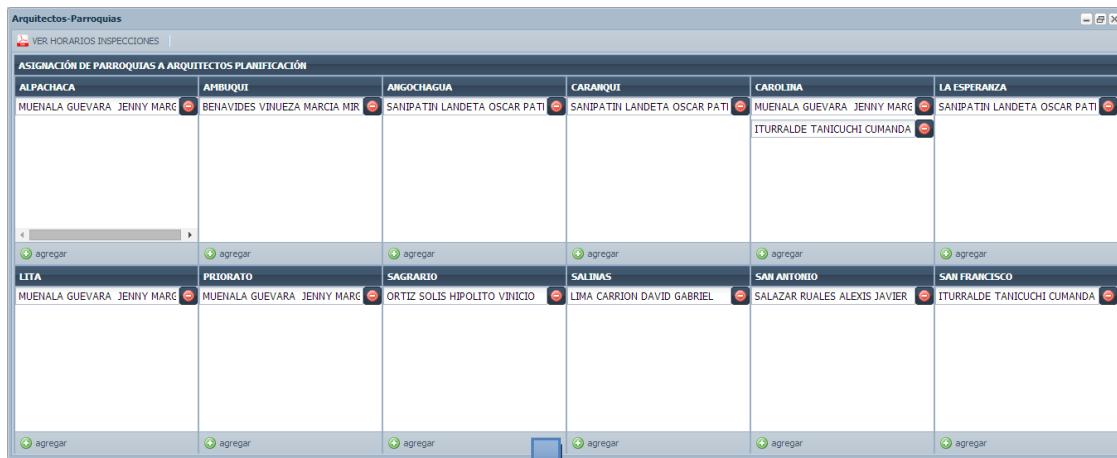 Arquitectos-Parroquias
VER HORARIOS INSPECCIONES
ASIGNACIÓN DE PARROQUIAS A ARQUITECTOS PLANIFICACIÓN
ALPACHACA AMBUQUI ANGOCHAGUA CARANQUI CAROLINA LA ESPERANZA
MUENALA GUEVARA JENNY MARG BENAVIDES VINUEZA MARCIA MIR SANIPATIN LANDETA OSCAR PATI SANIPATIN LANDETA OSCAR PATI MUENALA GUEVARA JENNY MARG SANIPATIN LANDETA OSCAR PATI
ITURRALDE TANICUCHI CUMANDA
agregar agregar agregar agregar agregar agregar
LITA PRIORATO SAGRARIO SALINAS SAN ANTONIO SAN FRANCISCO
MUENALA GUEVARA JENNY MARG MUENALA GUEVARA JENNY MARG ORTIZ SOLIS HIPOLITO VINICIO LIMA CARRION DAVID GABRIEL SALAZAR RUALES ALEXIS JAVIER ITURRALDE TANICUCHI CUMANDA
agregar agregar agregar agregar agregar agregar